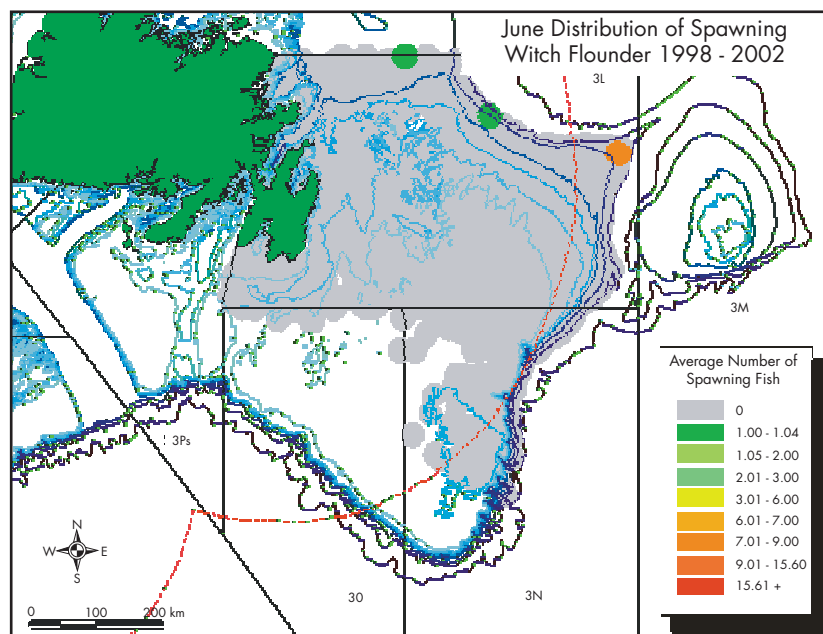 June Distribution of Spawning
Witch Flounder 1998 - 2002
3L
3M
Average Number of
Spawning Fish
0
1.00 - 1.04
1.05 - 2.00
2.01 - 3.00
3.01 - 6.00
6.01 - 7.00
7.01 - 9.00
9.01 - 15.60
15.61 +
3Ps
N
W E
S
0 100 200 km
30
3N